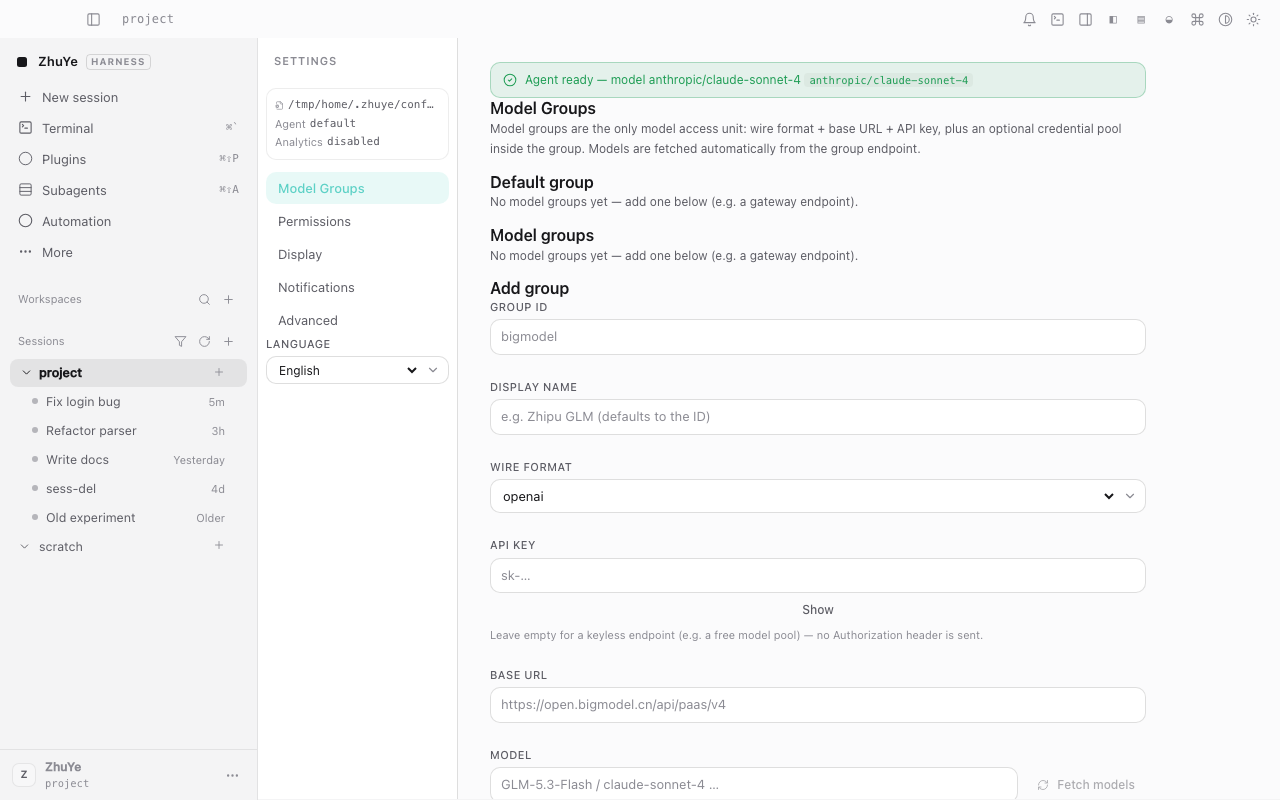 project
ZhuYe HARNESS
New session
Terminal ⌘`
Plugins ⌘⇧P
Subagents ⌘⇧A
Automation
More
Workspaces
Sessions
project
Fix login bug 5m
Refactor parser 3h
Write docs Yesterday
sess-del 4d
Old experiment Older
scratch
Z
ZhuYe
project
SETTINGS
/tmp/home/.zhuye/conf…
Agent default
Analytics disabled
Model Groups
Permissions
Display
Notifications
Advanced
LANGUAGE
English
Agent ready — model anthropic/claude-sonnet-4 anthropic/claude-sonnet-4
Model Groups
Model groups are the only model access unit: wire format + base URL + API key, plus an optional credential pool
inside the group. Models are fetched automatically from the group endpoint.
Default group
No model groups yet — add one below (e.g. a gateway endpoint).
Model groups
No model groups yet — add one below (e.g. a gateway endpoint).
Add group
GROUP ID
bigmodel
DISPLAY NAME
e.g. Zhipu GLM (defaults to the ID)
WIRE FORMAT
openai
API KEY
sk-...
Show
Leave empty for a keyless endpoint (e.g. a free model pool) — no Authorization header is sent.
BASE URL
https://open.bigmodel.cn/api/paas/v4
MODEL
GLM-5.3-Flash / claude-sonnet-4 ...
Fetch models